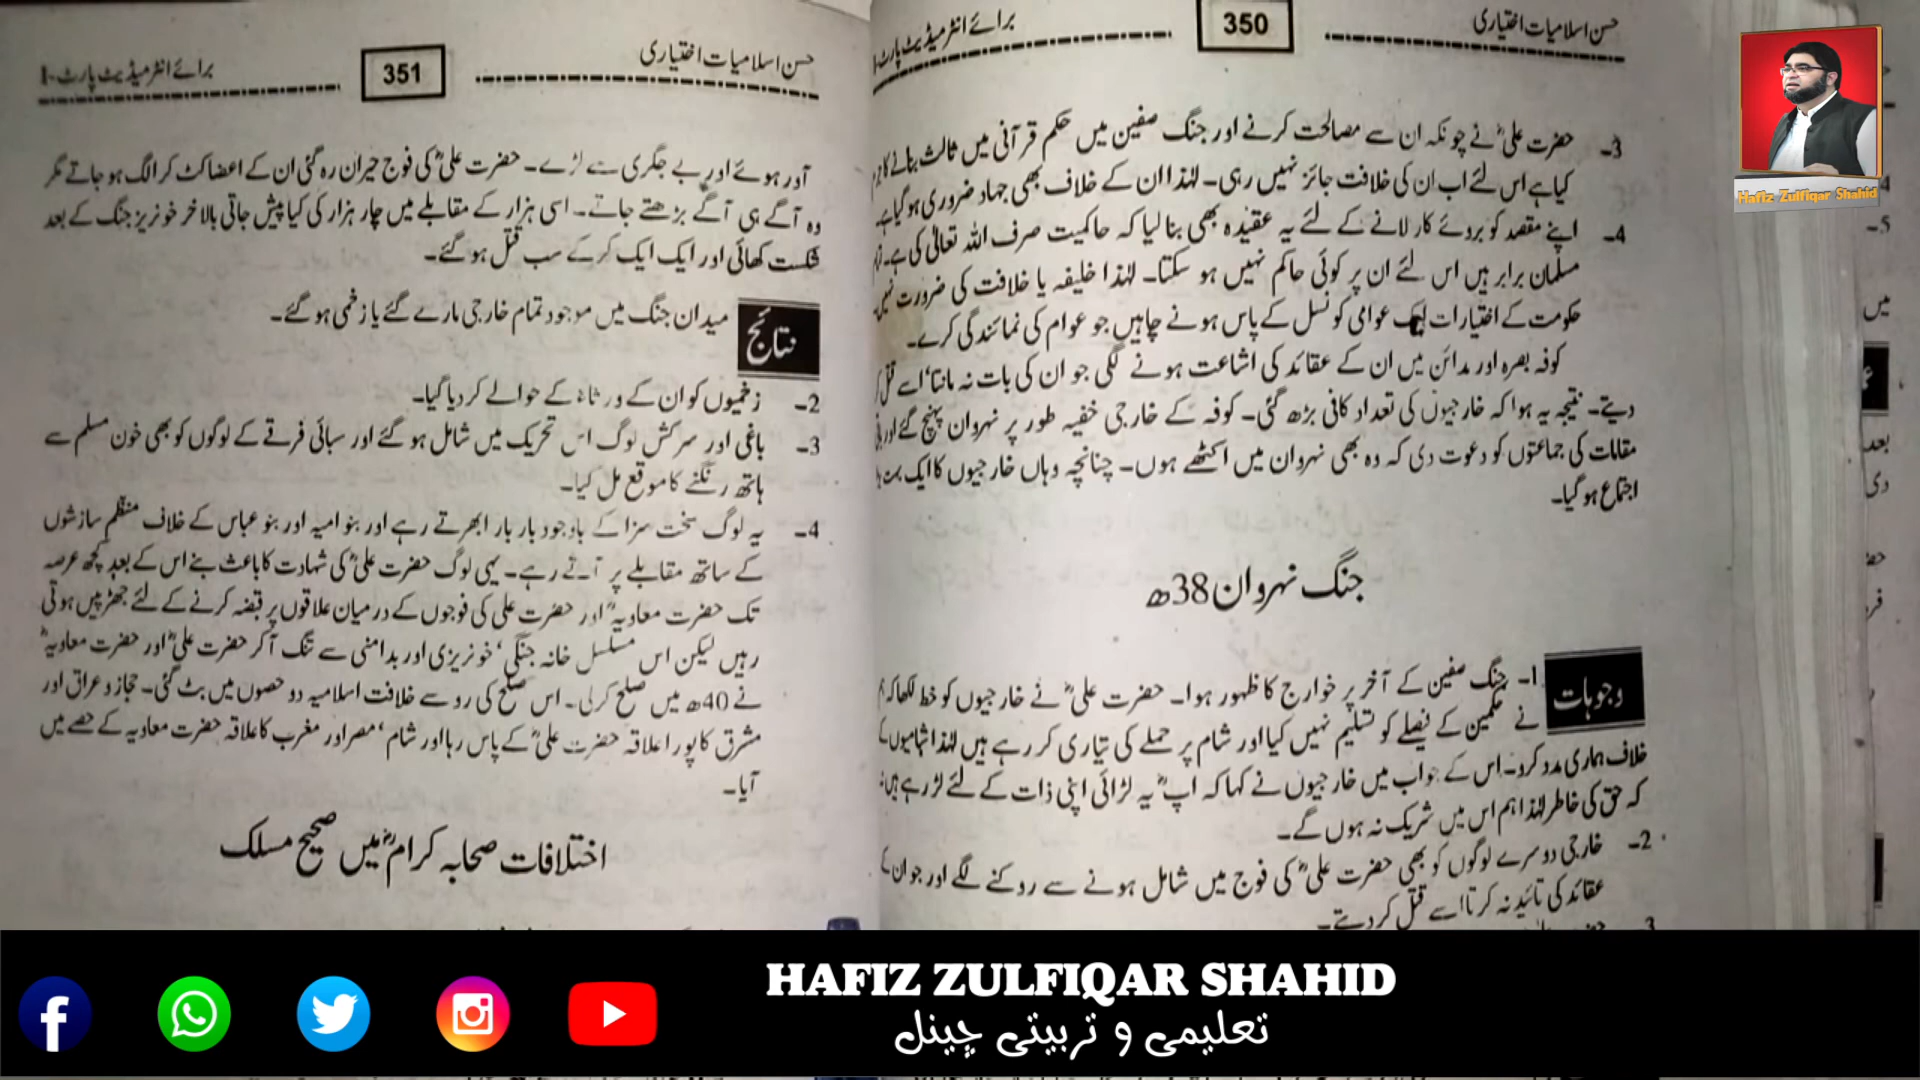 حسن اسلامیات اختیاری
350
برائے انٹرمیڈیٹ پارٹ-I
3۔ حضرت علیؓ نے چونکہ ان سے مصالحت کرنے اور جنگ صفین میں حکم قرآنی میں ثالث بنانے کا
کیا ہے اس لئے اب ان کی خلافت جائز نہیں رہی۔ لہٰذا ان کے خلاف بھی جہاد ضروری ہو گیا ہے۔
4۔ اپنے مقصد کو بروئے کار لانے کے لئے یہ عقیدہ بھی بنا لیا کہ حاکمیت صرف اللہ تعالیٰ کی ہے۔
مسلمان برابر ہیں اس لئے ان پر کوئی حاکم نہیں ہو سکتا۔ لہٰذا خلیفہ یا خلافت کی ضرورت نہیں۔
حکومت کے اختیارات ایک عوامی کونسل کے پاس ہونے چاہیں جو عوام کی نمائندگی کرے۔
کوفہ بصرہ اور مدائن میں ان کے عقائد کی اشاعت ہونے لگی جو ان کی بات نہ مانتا‘ اسے قتل
دیتے۔ نتیجہ یہ ہوا کہ خارجیوں کی تعداد کافی بڑھ گئی۔ کوفہ کے خارجی خفیہ طور پر نہروان پہنچ گئے اور
مقامات کی جماعتوں کو دعوت دی کہ وہ بھی نہروان میں اکٹھے ہوں۔ چنانچہ وہاں خارجیوں کا ایک بہت
اجتماع ہو گیا۔
جنگ نہروان 38ھ
وجوہات
1۔ جنگ صفین کے آخر پر خوارج کا ظہور ہوا۔ حضرت علیؓ نے خارجیوں کو خط لکھا کہ ہم
نے حکمین کے فیصلے کو تسلیم نہیں کیا اور شام پر حملے کی تیاری کر رہے ہیں لہٰذا شامیوں کے
خلاف ہماری مدد کرو۔ اس کے جواب میں خارجیوں نے کہا کہ آپؓ یہ لڑائی اپنی ذات کے لئے لڑ رہے ہیں
کہ حق کی خاطر لہٰذا ہم اس میں شریک نہ ہوں گے۔
2۔ خارجی دوسرے لوگوں کو بھی حضرت علیؓ کی فوج میں شامل ہونے سے روکنے لگے اور جو ان کے
عقائد کی تائید نہ کرتا اسے قتل کر دیتے۔
حسن اسلامیات اختیاری
351
برائے انٹرمیڈیٹ پارٹ-I
آور ہوئے اور بے جگری سے لڑے۔ حضرت علیؓ کی فوج حیران رہ گئی ان کے اعضا کٹ کر الگ ہو جاتے مگر
وہ آگے ہی آگے بڑھتے جاتے۔ اسی ہزار کے مقابلے میں چار ہزار کی کیا پیش جاتی بالاخر خونریز جنگ کے بعد
شکست کھائی اور ایک ایک کر کے سب قتل ہو گئے۔
نتائج
میدان جنگ میں موجود تمام خارجی مارے گئے یا زخمی ہو گئے۔
2۔ زخمیوں کو ان کے ورثاء کے حوالے کر دیا گیا۔
3۔ باغی اور سرکش لوگ اس تحریک میں شامل ہو گئے اور سبائی فرقے کے لوگوں کو بھی خون مسلم سے
ہاتھ رنگنے کا موقع مل گیا۔
4۔ یہ لوگ سخت سزا کے باوجود بار بار ابھرتے رہے اور بنو امیہ اور بنو عباس کے خلاف منظم سازشوں
کے ساتھ مقابلے پر آتے رہے۔ یہی لوگ حضرت علیؓ کی شہادت کا باعث بنے اس کے بعد کچھ عرصہ
تک حضرت معاویہؓ اور حضرت علی کی فوجوں کے درمیان علاقوں پر قبضہ کرنے کے لئے جھڑپیں ہوتی
رہیں لیکن اس مسلسل خانہ جنگی‘ خونریزی اور بدامنی سے تنگ آ کر حضرت علیؓ اور حضرت معاویہؓ
نے 40ھ میں صلح کر لی۔ اس صلح کی رو سے خلافت اسلامیہ دو حصوں میں بٹ گئی۔ حجاز و عراق اور
مشرق کا پورا علاقہ حضرت علیؓ کے پاس رہا اور شام‘ مصر اور مغرب کا علاقہ حضرت معاویہ کے حصے میں
آیا۔
اختلافات صحابہ کرامؓ میں صحیح مسلک
5۔
میں
بعد
دی
Hafiz Zulfiqar Shahid
HAFIZ ZULFIQAR SHAHID
تعلیمی و تربیتی چینل